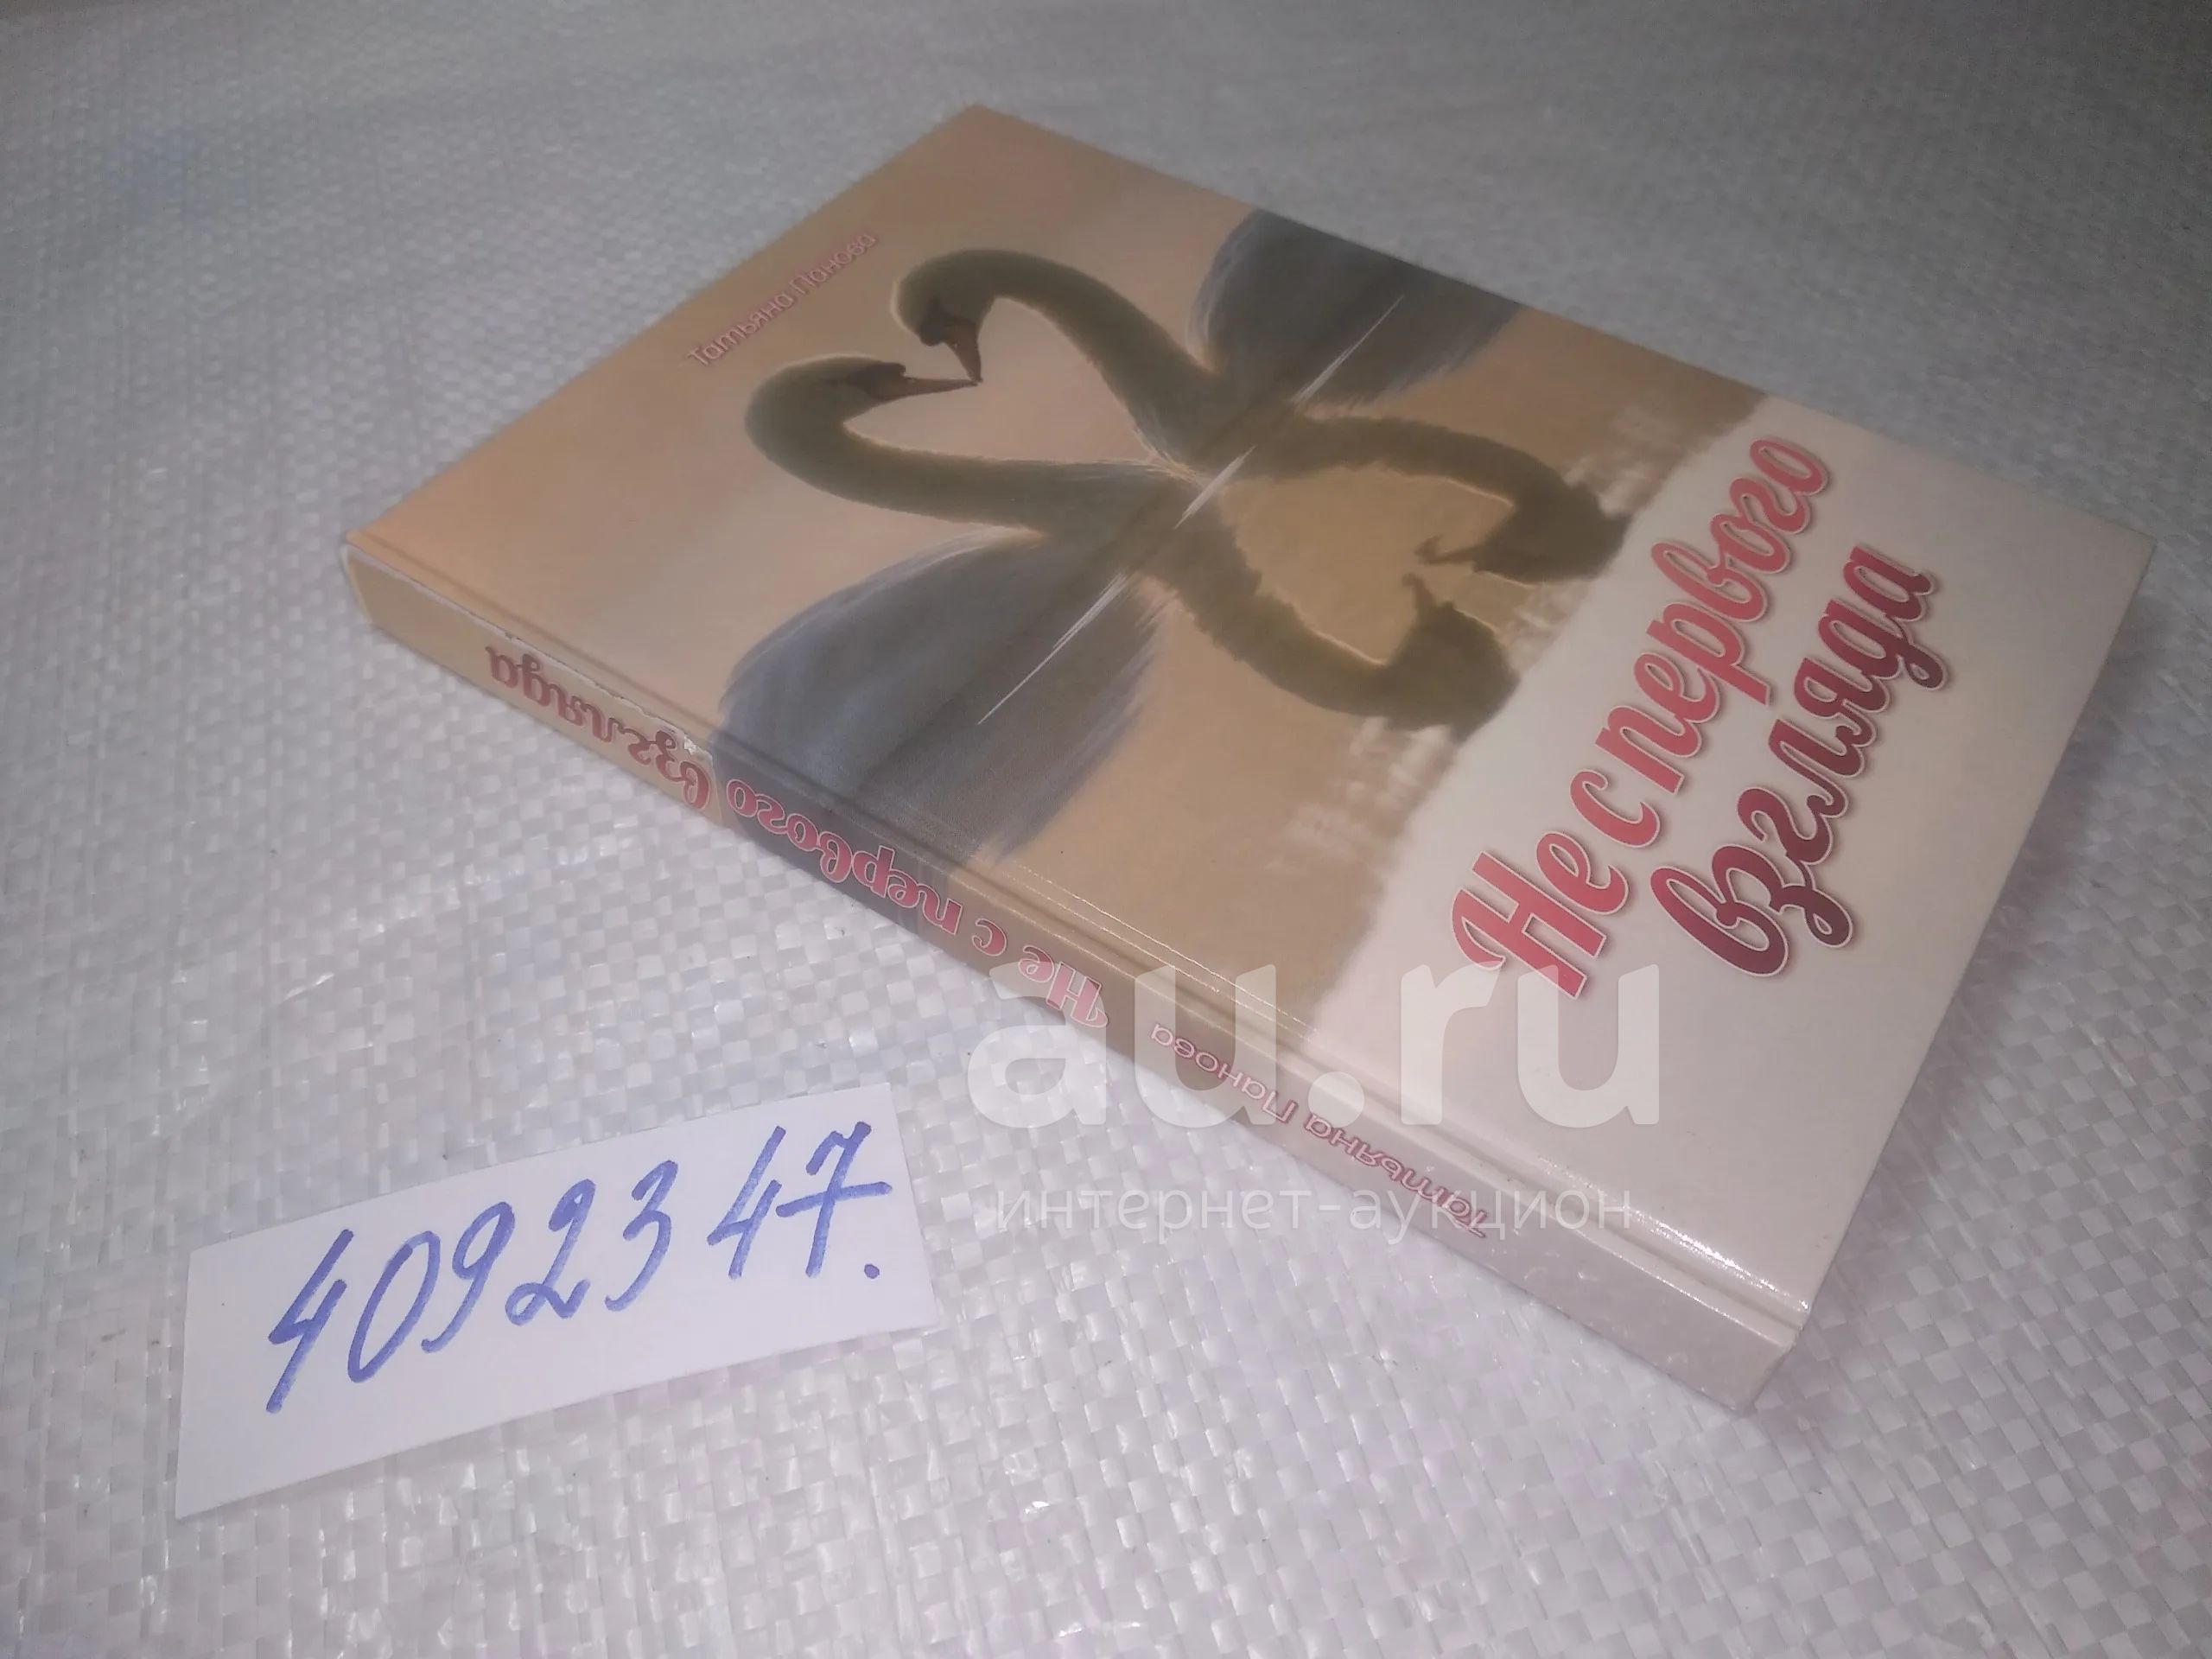 Татьяна Панова
Не с первого
взгляда
Татьяна Панова Не с первого взгляда
4092347.
au.ru
интернет-аукцион